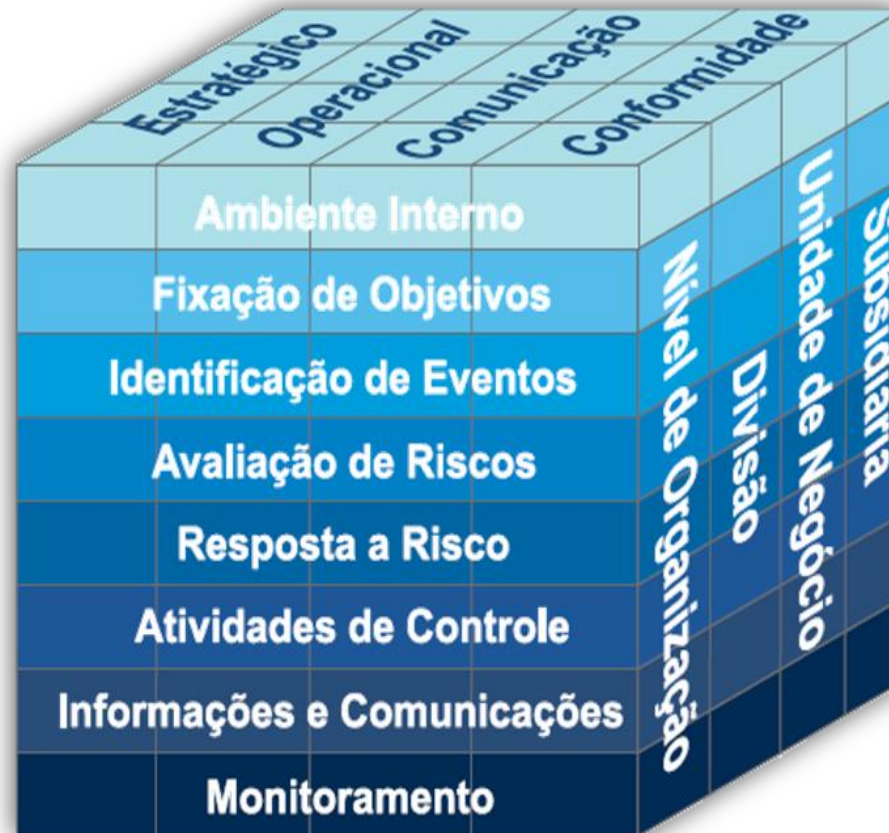 Estratégico
Operacional
Comunicação
Conformidade
Ambiente Interno
Fixação de Objetivos
Identificação de Eventos
Avaliação de Riscos
Resposta a Risco
Atividades de Controle
Informações e Comunicações
Monitoramento
Nível de Organização
Divisão
Unidade de Negócio
Subsidiária